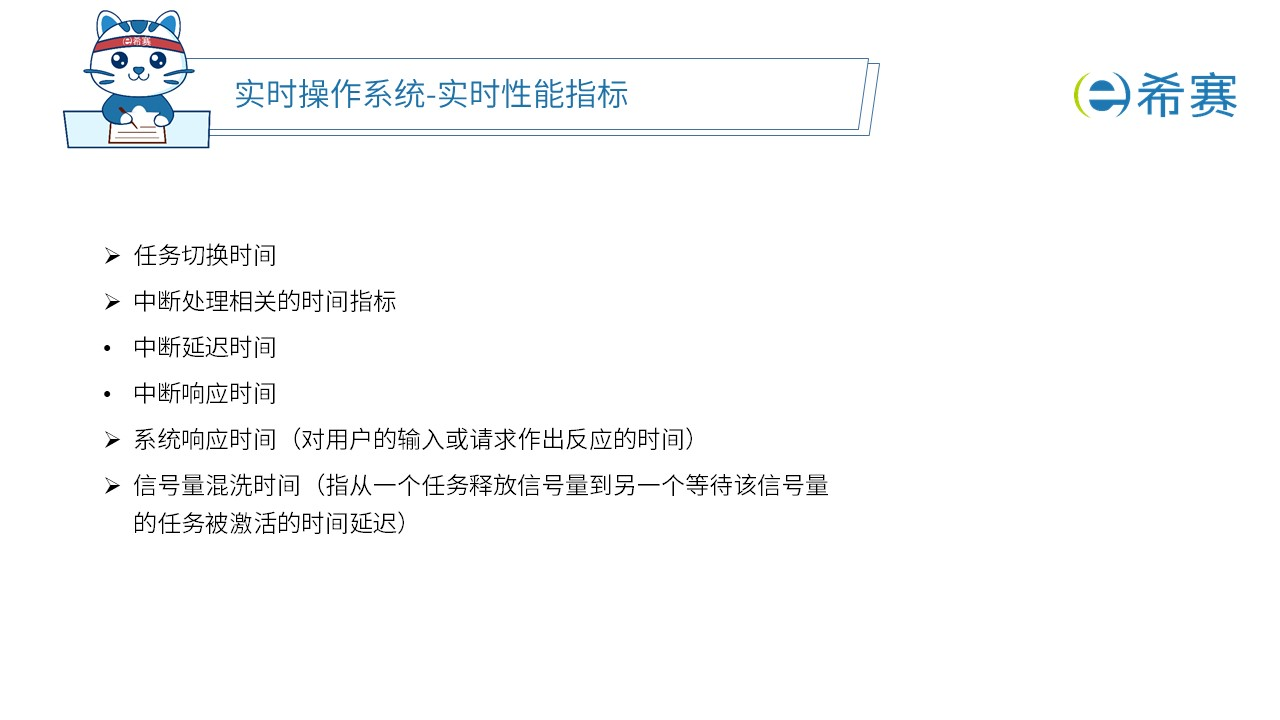 希赛
实时操作系统-实时性能指标
希赛
➢ 任务切换时间
➢ 中断处理相关的时间指标
• 中断延迟时间
• 中断响应时间
➢ 系统响应时间（对用户的输入或请求作出反应的时间）
➢ 信号量混洗时间（指从一个任务释放信号量到另一个等待该信号量
的任务被激活的时间延迟）